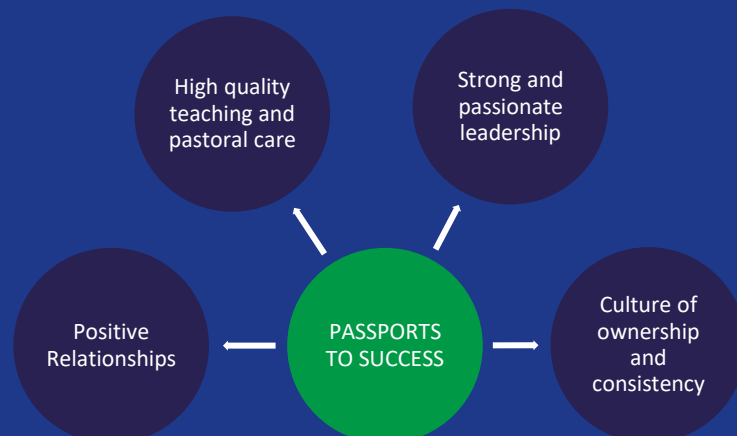 High quality
teaching and
pastoral care
Strong and
passionate
leadership
Positive
Relationships
PASSPORTS
TO SUCCESS
Culture of
ownership
and
consistency